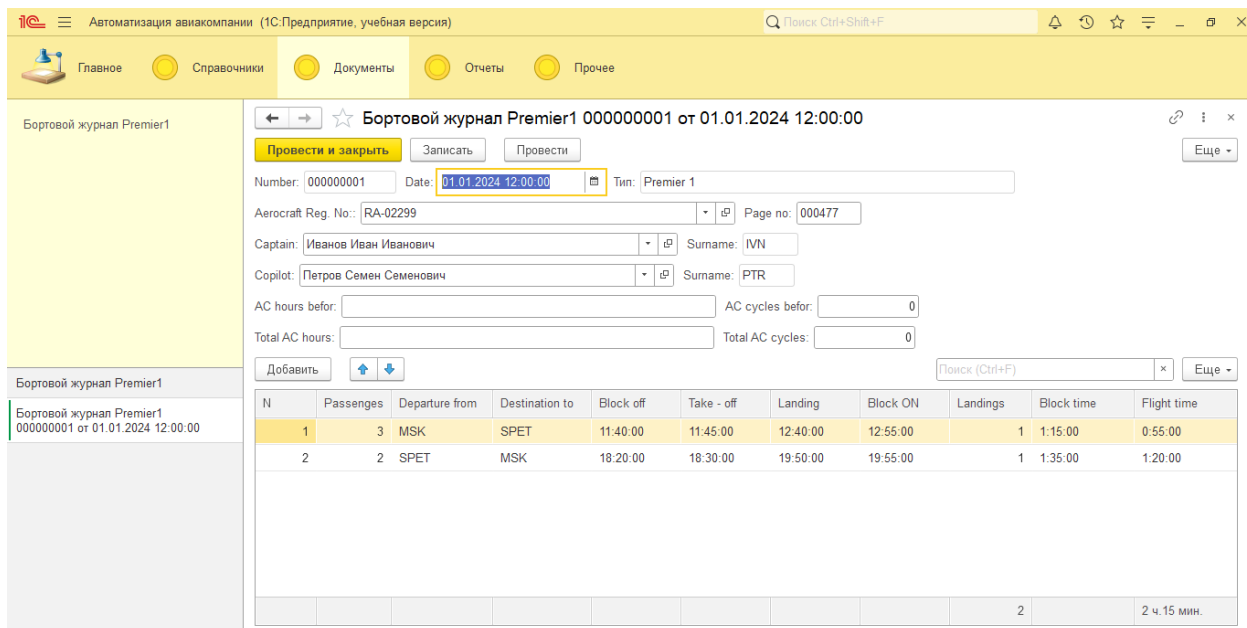 1С Автоматизация авиакомпании (1С:Предприятие, учебная версия) Поиск Ctrl+Shift+F
Главное Справочники Документы Отчеты Прочее
Бортовой журнал Premier1
Бортовой журнал Premier1
Бортовой журнал Premier1
000000001 от 01.01.2024 12:00:00
Бортовой журнал Premier1 000000001 от 01.01.2024 12:00:00
Провести и закрыть Записать Провести Еще
Number: 000000001 Date: 01.01.2024 12:00:00 Тип: Premier 1
Aerocraft Reg. No:: RA-02299 Page no: 000477
Captain: Иванов Иван Иванович Surname: IVN
Copilot: Петров Семен Семенович Surname: PTR
AC hours befor: AC cycles befor: 0
Total AC hours: Total AC cycles: 0
Добавить Поиск (Ctrl+F) × Еще
N Passenges Departure from Destination to Block off Take - off Landing Block ON Landings Block time Flight time
1 3 MSK SPET 11:40:00 11:45:00 12:40:00 12:55:00 1 1:15:00 0:55:00
2 2 SPET MSK 18:20:00 18:30:00 19:50:00 19:55:00 1 1:35:00 1:20:00
2 2 ч.15 мин.